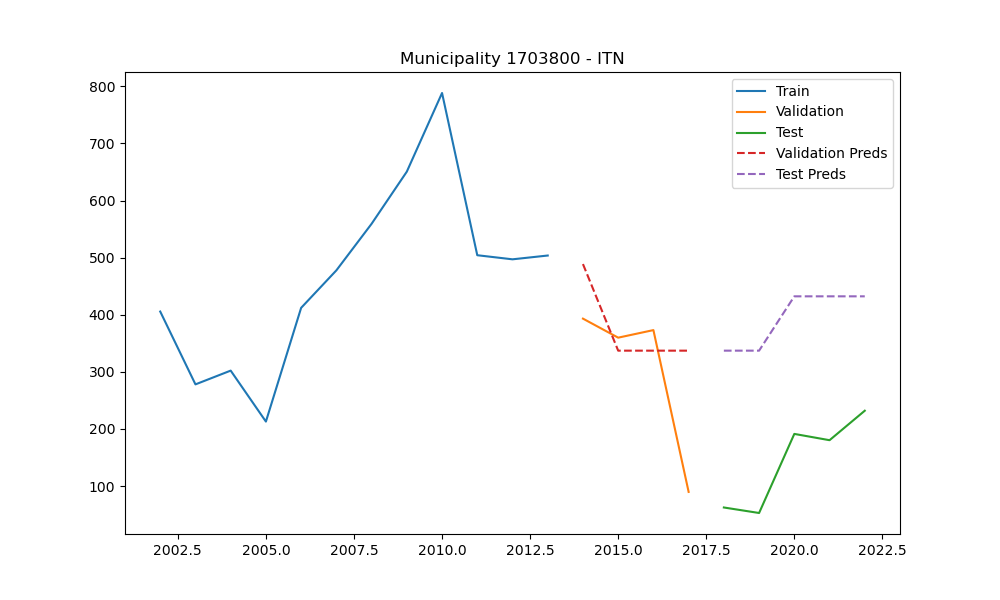 Municipality 1703800 - ITN
800
700
600
500
400
300
200
100
Train
Validation
Test
Validation Preds
Test Preds
2002.5 2005.0 2007.5 2010.0 2012.5 2015.0 2017.5 2020.0 2022.5